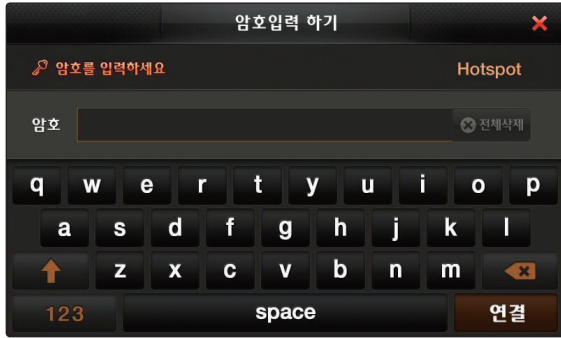 암호입력 하기
암호를 입력하세요 Hotspot
암호 전체삭제
q w e r t y u i o p
a s d f g h j k l
z x c v b n m
123 space 연결